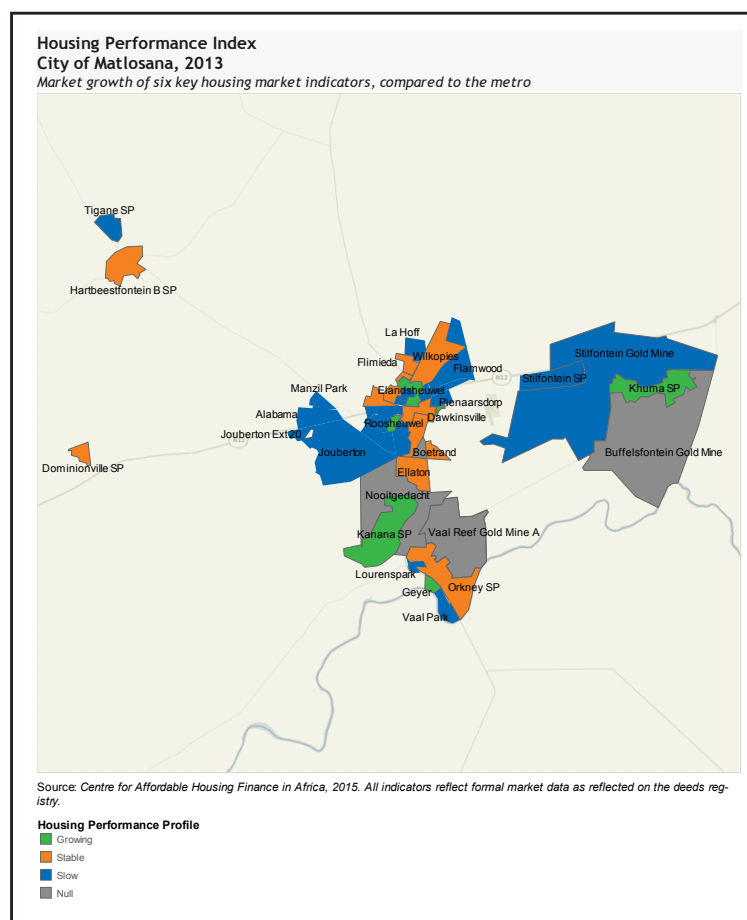 Housing Performance Index
City of Matlosana, 2013
Market growth of six key housing market indicators, compared to the metro
Tigane SP
Hartbeestfontein B SP
La Hoff
Wilkopies
Flimieda
Flamwood
Stilfontein Gold Mine
N12
Stilfontein SP
Manzil Park
Elandsheuwel
Khuma SP
Pienaarsdorp
Alabama
Dawkinsville
Roosheuwel
Jouberton Ext 20
N12
Jouberton
Boetrand
Buffelsfontein Gold Mine
Dominionville SP
Ellaton
Nooitgedacht
Kanana SP
Vaal Reef Gold Mine A
Lourenspark
Orkney SP
Geyer
Vaal Park
Source: Centre for Affordable Housing Finance in Africa, 2015. All indicators reflect formal market data as reflected on the deeds reg-
istry.
Housing Performance Profile
Growing
Stable
Slow
Null